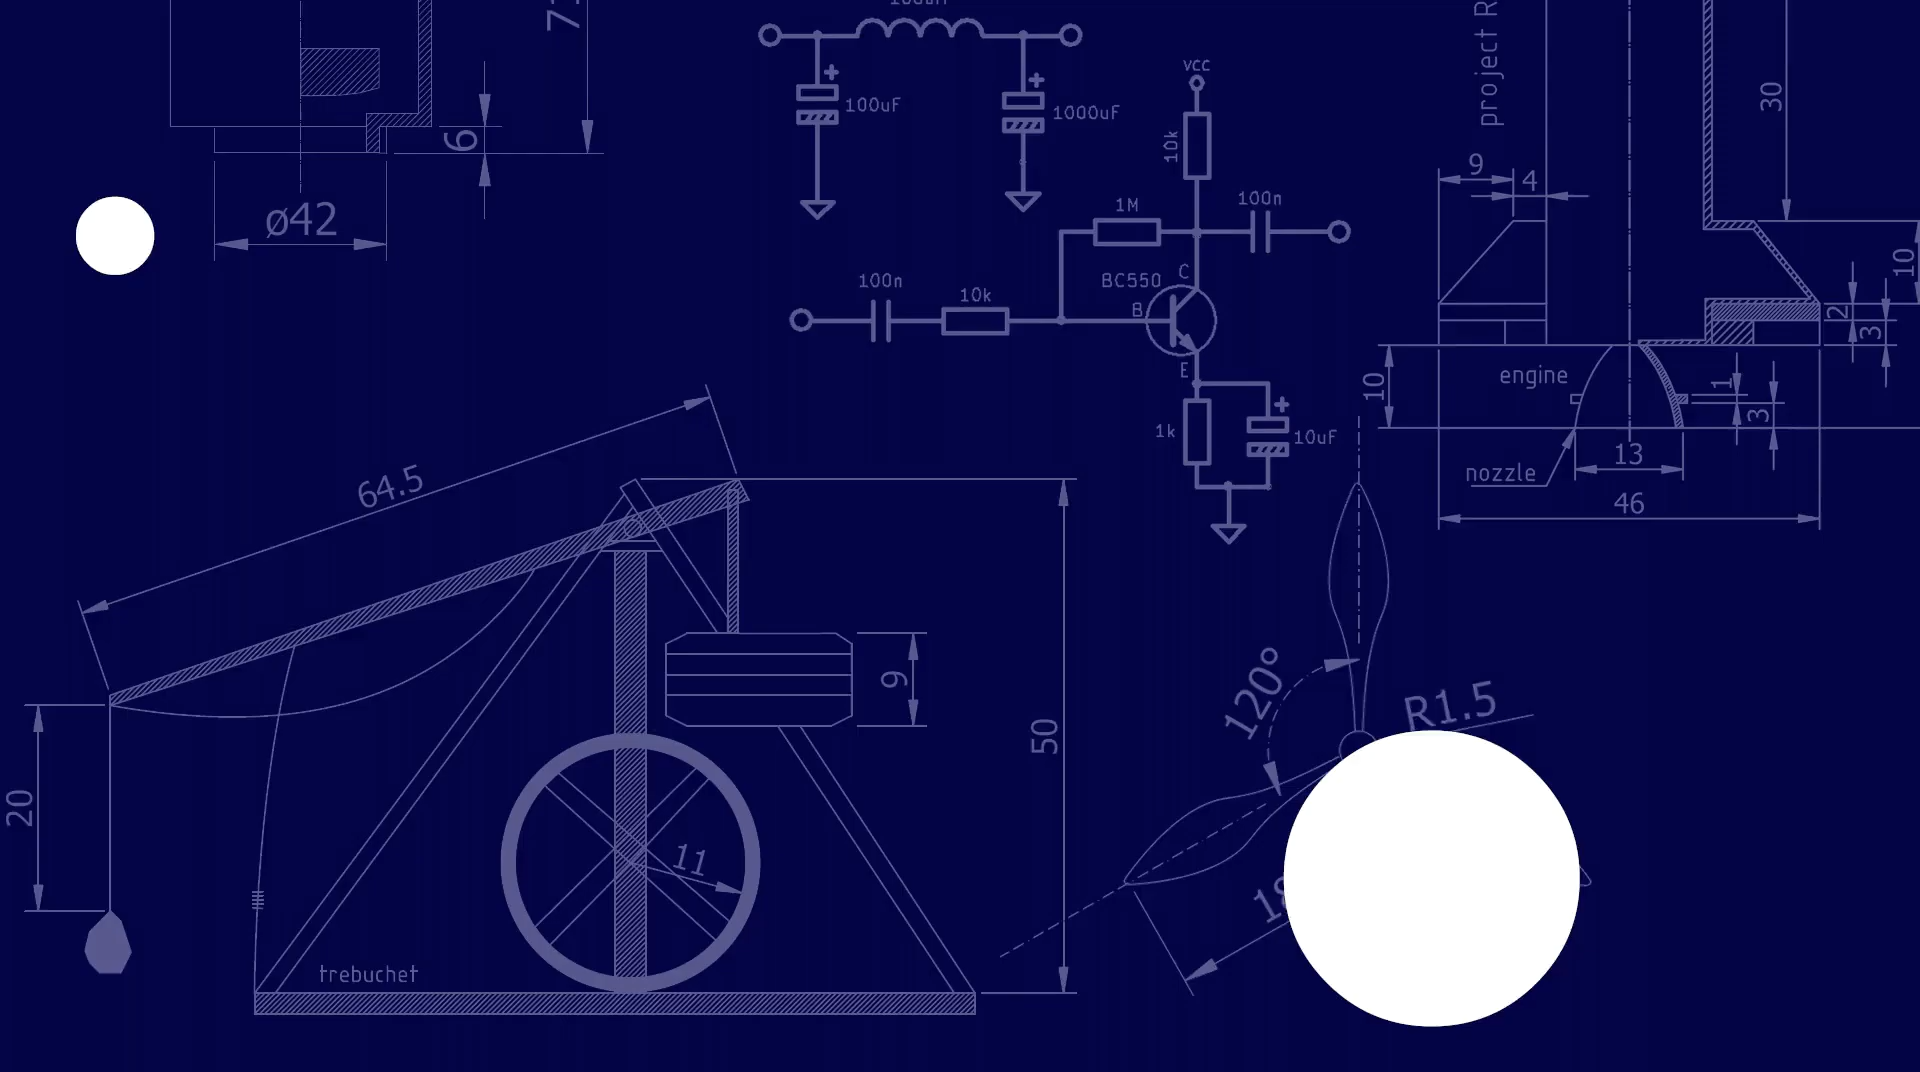 100uF
1000uF
vcc
10k
1M
100n
BC550
C
B
E
100n
10k
1k
10uF
6
ø42
project R
30
9
4
10
2
3
engine
10
1
3
nozzle
13
46
64.5
20
9
50
11
trebuchet
120°
R1.5